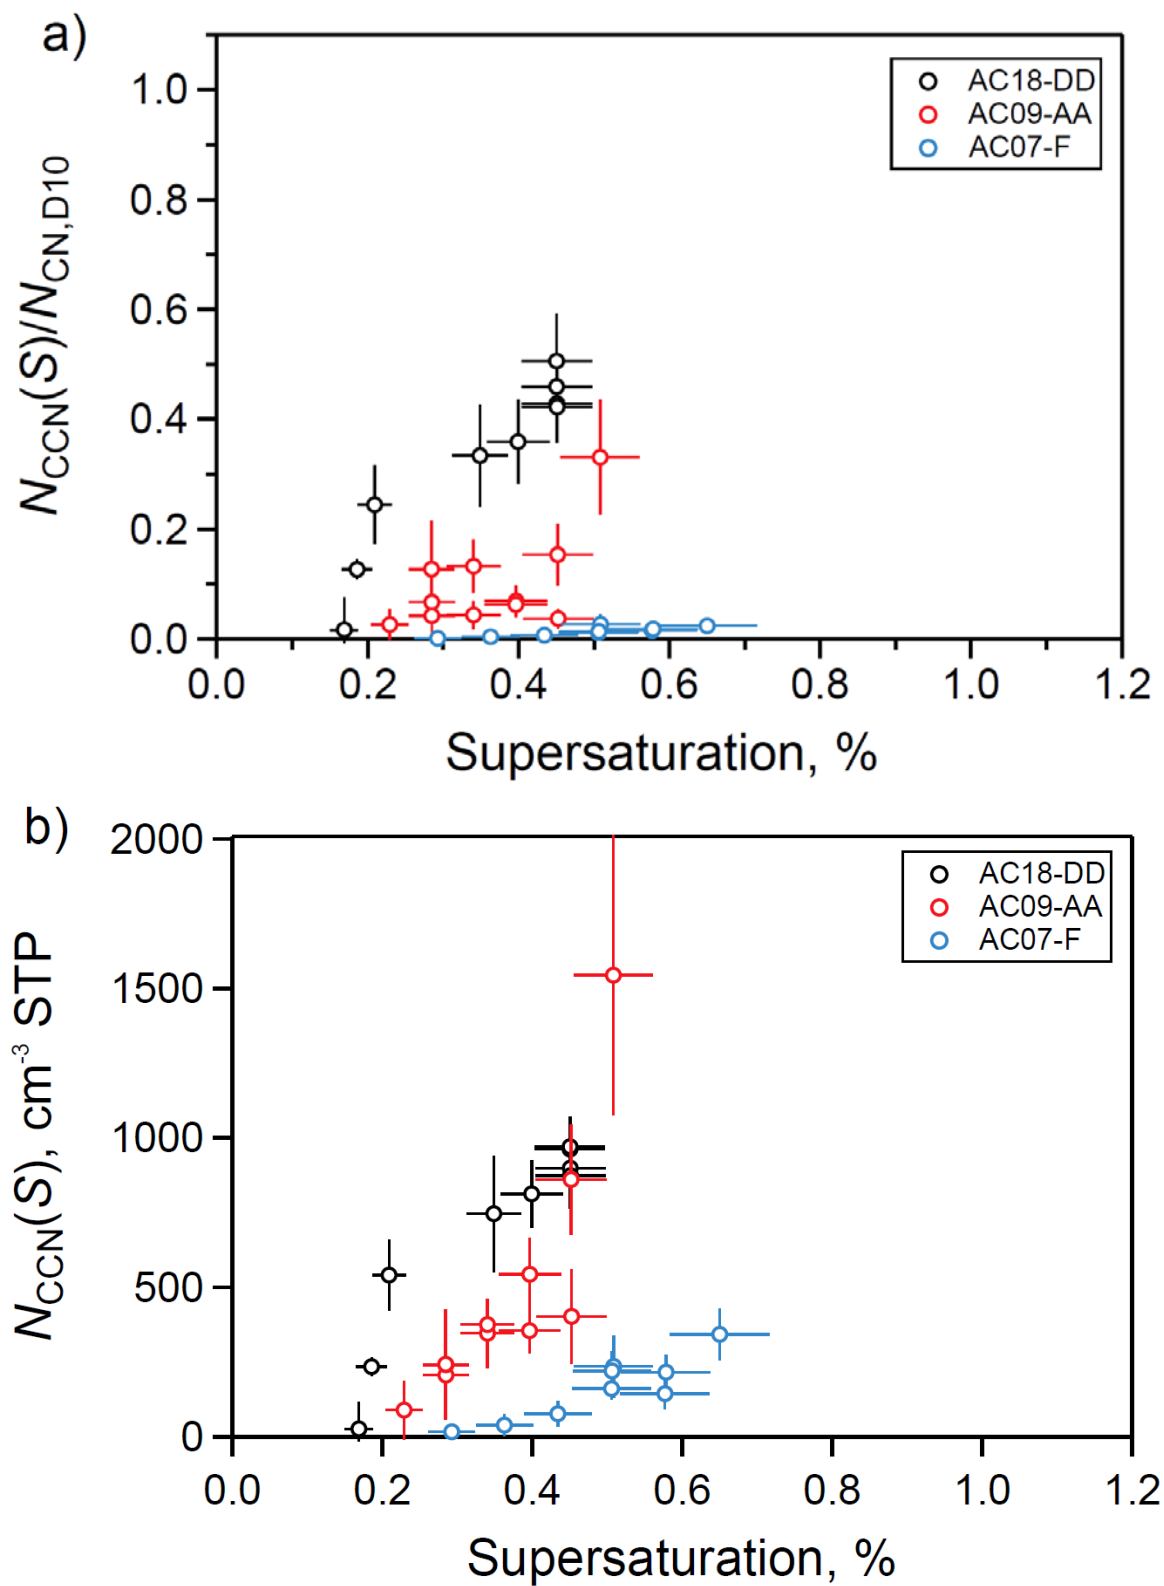 a)
AC18-DD
AC09-AA
AC07-F
1.0
0.8
0.6
0.4
0.2
0.0
N_CCN(S)/N_CN,D10
0.0 0.2 0.4 0.6 0.8 1.0 1.2
Supersaturation, %
b)
AC18-DD
AC09-AA
AC07-F
2000
1500
1000
500
0
N_CCN(S), cm⁻³ STP
0.0 0.2 0.4 0.6 0.8 1.0 1.2
Supersaturation, %